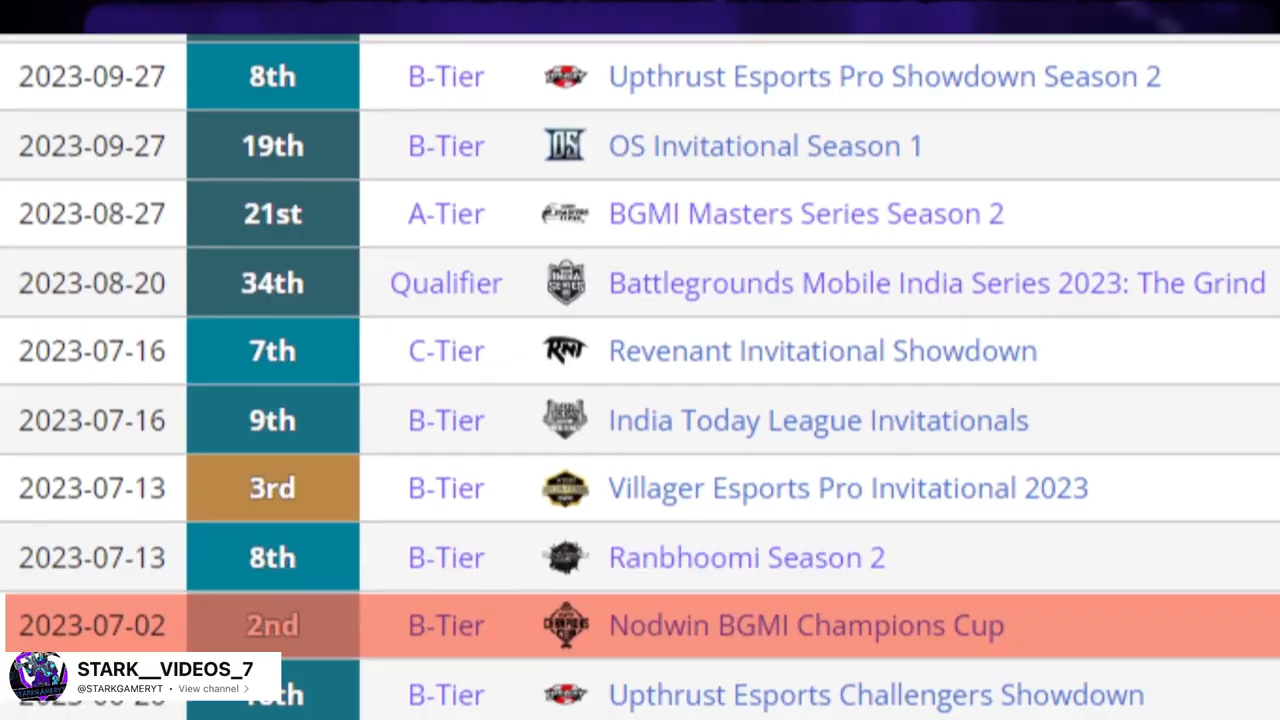 2023-09-27 8th B-Tier Upthrust Esports Pro Showdown Season 2
2023-09-27 19th B-Tier OS Invitational Season 1
2023-08-27 21st A-Tier BGMI Masters Series Season 2
2023-08-20 34th Qualifier Battlegrounds Mobile India Series 2023: The Grind
2023-07-16 7th C-Tier Revenant Invitational Showdown
2023-07-16 9th B-Tier India Today League Invitationals
2023-07-13 3rd B-Tier Villager Esports Pro Invitational 2023
2023-07-13 8th B-Tier Ranbhoomi Season 2
2023-07-02 2nd B-Tier Nodwin BGMI Champions Cup
STARK__VIDEOS_7
@STARKGAMERYT • View channel >
B-Tier Upthrust Esports Challengers Showdown